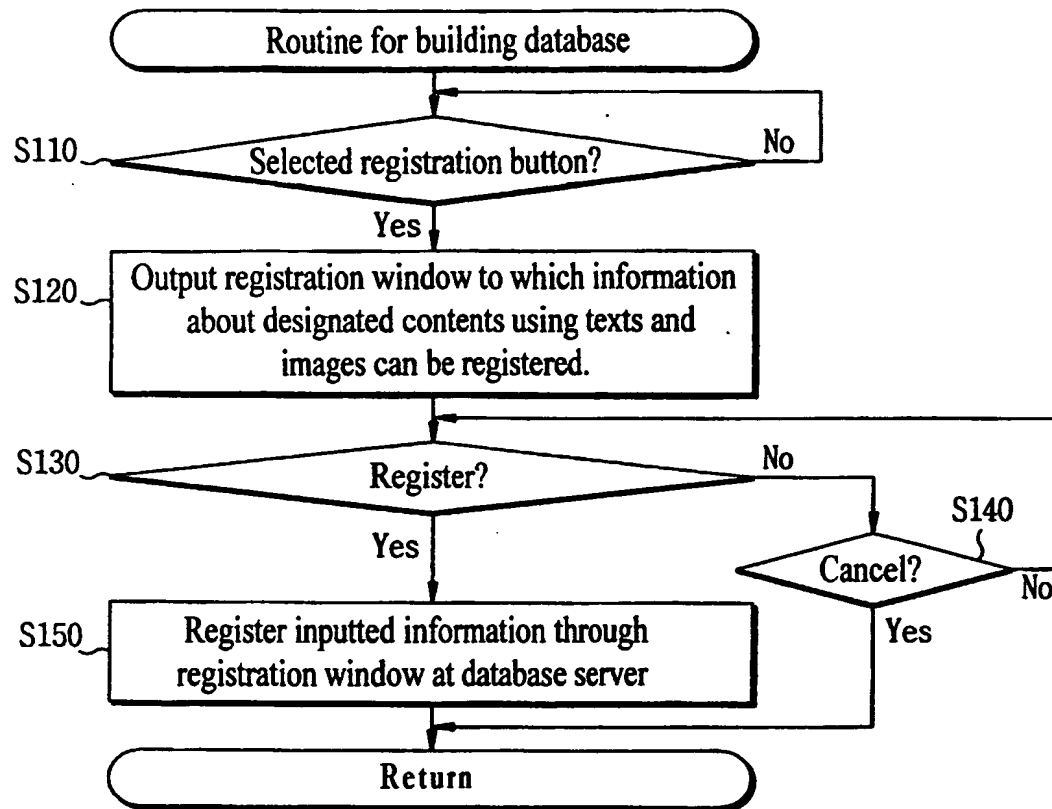 Routine for building database
No
S110
Selected registration button?
Yes
S120
Output registration window to which information
about designated contents using texts and
images can be registered.
S130
Register?
No
S140
Yes
Cancel?
No
S150
Register inputted information through
registration window at database server
Yes
Return